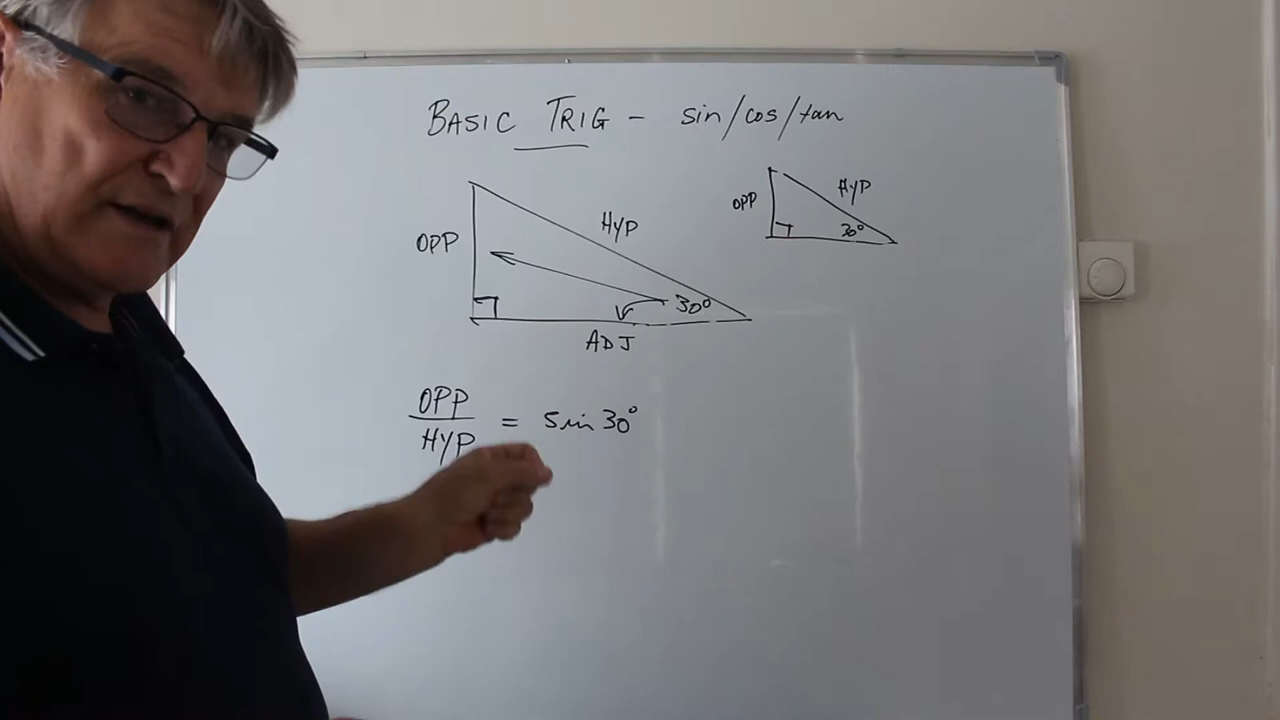 BASIC TRIG - sin/cos/tan
OPP
HYP
30°
ADJ
OPP
HYP
30°
OPP
HYP
= sin 30°